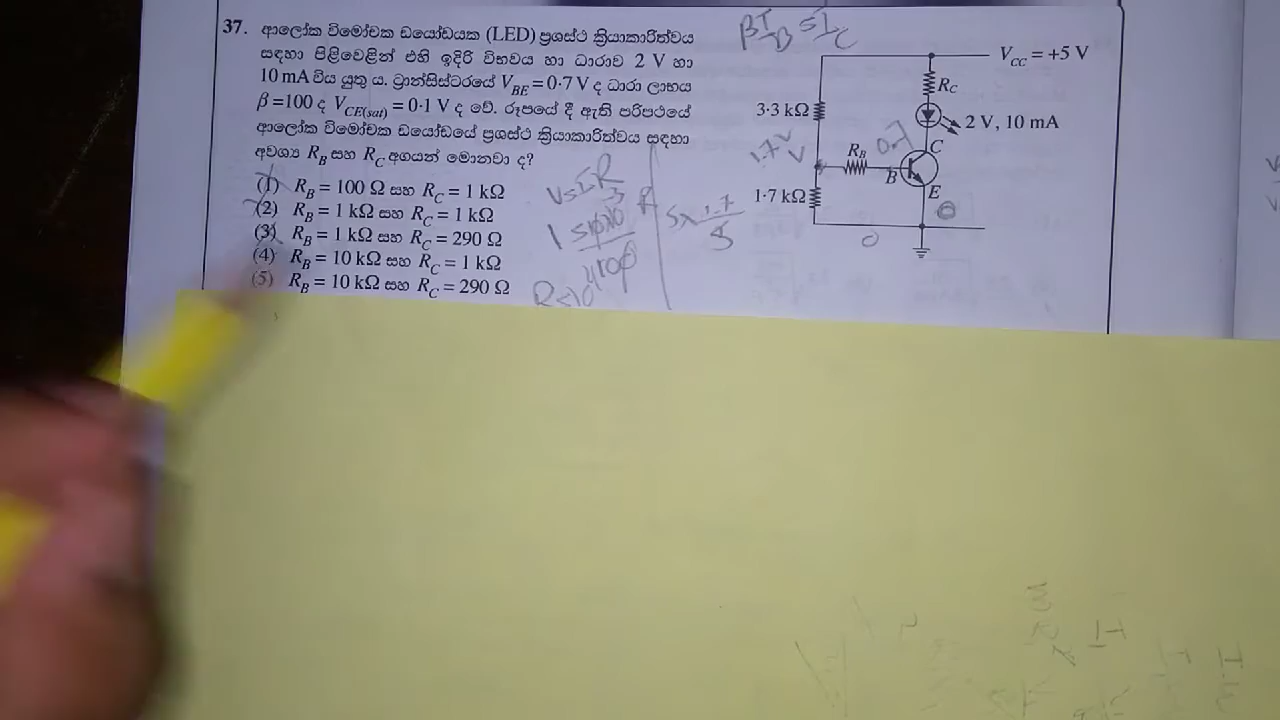 37. ආලෝක විමෝචක ඩයෝඩයක (LED) ප්‍රශස්ථ ක්‍රියාකාරිත්වය
සඳහා පිළිවෙළින් එහි ඉදිරි විභවය හා ධාරාව 2 V හා
10 mA විය යුතු ය. ට්‍රාන්සිස්ටරයේ V_BE = 0·7 V ද ධාරා ලාභය
β = 100 ද V_CE(sat) = 0·1 V ද වේ. රූපයේ දී ඇති පරිපථයේ
ආලෝක විමෝචක ඩයෝඩයේ ප්‍රශස්ථ ක්‍රියාකාරිත්වය සඳහා
අවශ්‍ය R_B සහ R_C අගයන් මොනවා ද?
(1) R_B = 100 Ω සහ R_C = 1 kΩ
(2) R_B = 1 kΩ සහ R_C = 1 kΩ
(3) R_B = 1 kΩ සහ R_C = 290 Ω
(4) R_B = 10 kΩ සහ R_C = 1 kΩ
(5) R_B = 10 kΩ සහ R_C = 290 Ω
βI_B = I_C
V_CC = +5 V
R_C
3·3 kΩ
2 V, 10 mA
1.7 V
R_B
0.7
C
B
E
1·7 kΩ
0
V = IR
5 × 1.7 / 5